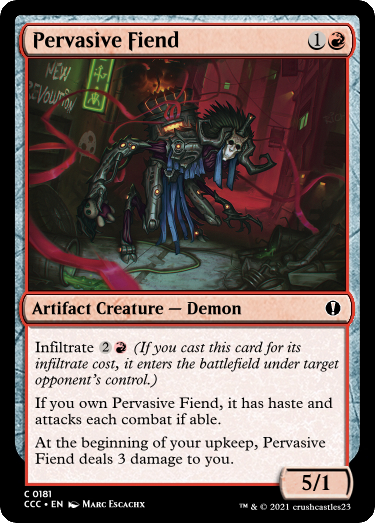 Pervasive Fiend 1
NEW
REVOLUTION
Artifact Creature — Demon
Infiltrate 2 (If you cast this card for its
infiltrate cost, it enters the battlefield under target
opponent's control.)
If you own Pervasive Fiend, it has haste and
attacks each combat if able.
At the beginning of your upkeep, Pervasive
Fiend deals 3 damage to you.
5/1
C 0181
CCC • EN Marc Escachx
™ & © 2021 crushcastles23